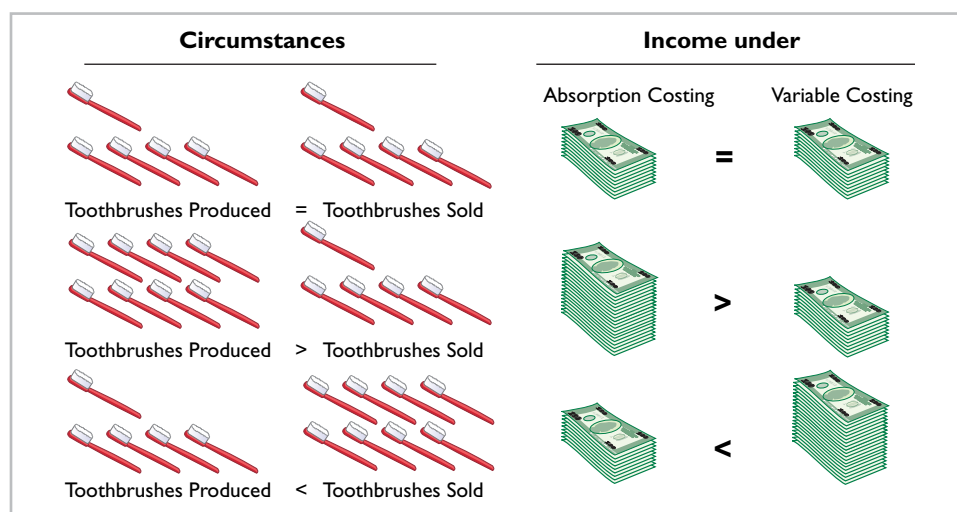 Circumstances
Income under
Absorption Costing Variable Costing
=
Toothbrushes Produced = Toothbrushes Sold
>
Toothbrushes Produced > Toothbrushes Sold
<
Toothbrushes Produced < Toothbrushes Sold